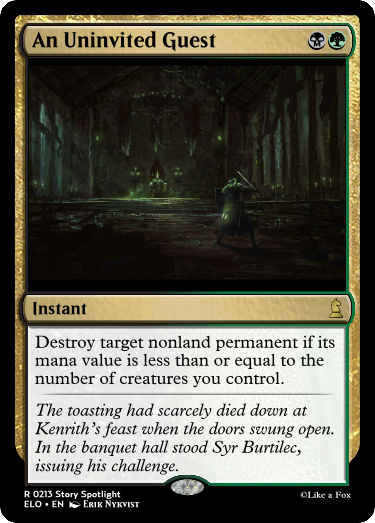 An Uninvited Guest
Instant
Destroy target nonland permanent if its
mana value is less than or equal to the
number of creatures you control.
The toasting had scarcely died down at
Kenrith's feast when the doors swung open.
In the banquet hall stood Syr Burtilec,
issuing his challenge.
R 0213 Story Spotlight
ELO • EN Erik Nykvist
©Like a Fox